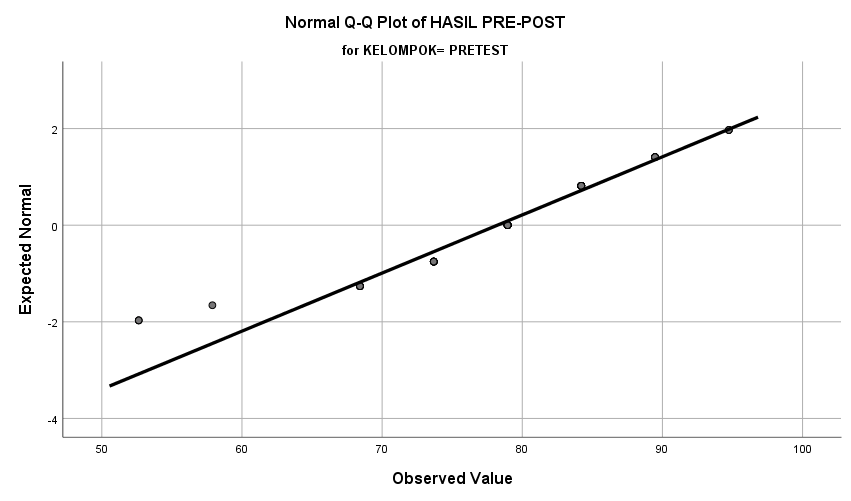 Normal Q-Q Plot of HASIL PRE-POST
for KELOMPOK= PRETEST
Expected Normal
2
0
-2
-4
50 60 70 80 90 100
Observed Value